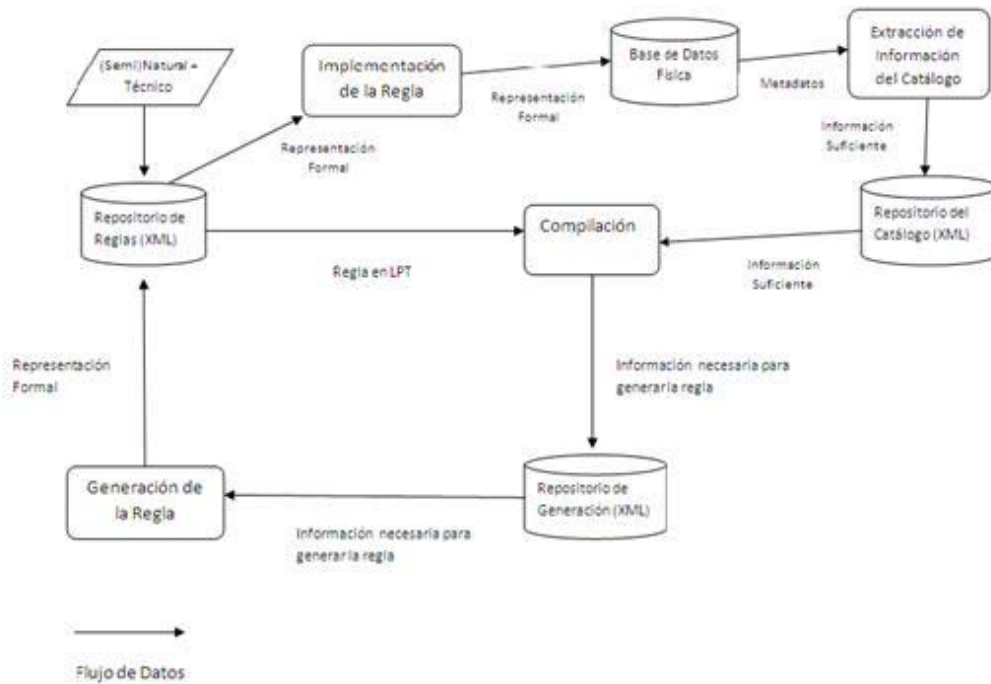 (Semi)Natural –
Técnico
Implementación
de la Regla
Base de Datos
Física
Extracción de
Información
del Catálogo
Representación
Formal
Metadatos
Representación
Formal
Información
Suficiente
Repositorio de
Reglas (XML)
Compilación
Repositorio del
Catálogo (XML)
Regla en LPT
Información
Suficiente
Representación
Formal
Información necesaria para
generar la regla
Generación de
la Regla
Repositorio de
Generación (XML)
Información necesaria para
generar la regla
Flujo de Datos